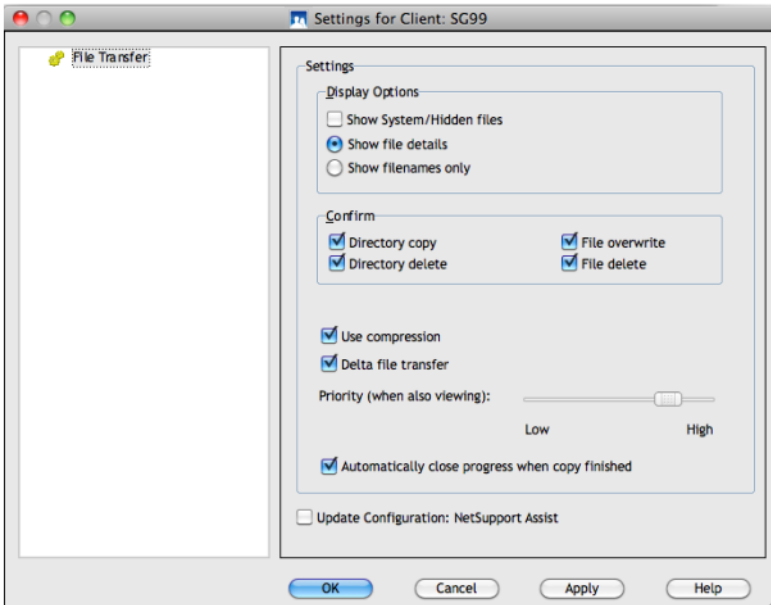 Settings for Client: SG99
File Transfer
Settings
Display Options
Show System/Hidden files
Show file details
Show filenames only
Confirm
Directory copy
File overwrite
Directory delete
File delete
Use compression
Delta file transfer
Priority (when also viewing):
Low
High
Automatically close progress when copy finished
Update Configuration: NetSupport Assist
OK
Cancel
Apply
Help